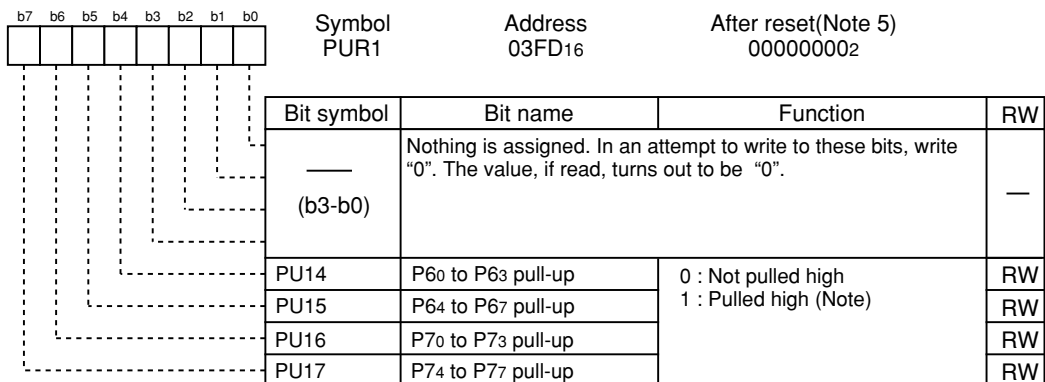 b7 b6 b5 b4 b3 b2 b1 b0
Symbol Address After reset(Note 5)
PUR1 03FD16 000000002
Bit symbol Bit name Function RW
—— (b3-b0) Nothing is assigned. In an attempt to write to these bits, write
“0”. The value, if read, turns out to be “0”. —
PU14 P60 to P63 pull-up 0 : Not pulled high RW
PU15 P64 to P67 pull-up 1 : Pulled high (Note) RW
PU16 P70 to P73 pull-up RW
PU17 P74 to P77 pull-up RW